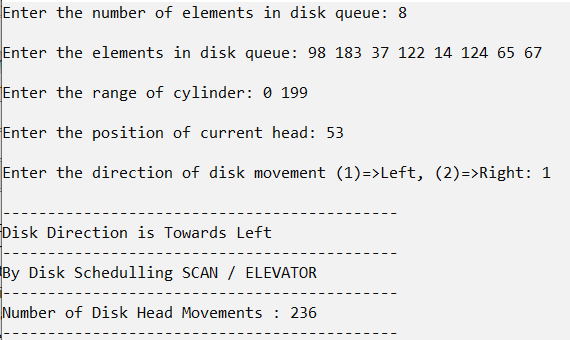 Enter the number of elements in disk queue: 8
Enter the elements in disk queue: 98 183 37 122 14 124 65 67
Enter the range of cylinder: 0 199
Enter the position of current head: 53
Enter the direction of disk movement (1)=>Left, (2)=>Right: 1
--------------------------------------------
Disk Direction is Towards Left
--------------------------------------------
By Disk Schedulling SCAN / ELEVATOR
--------------------------------------------
Number of Disk Head Movements : 236
--------------------------------------------